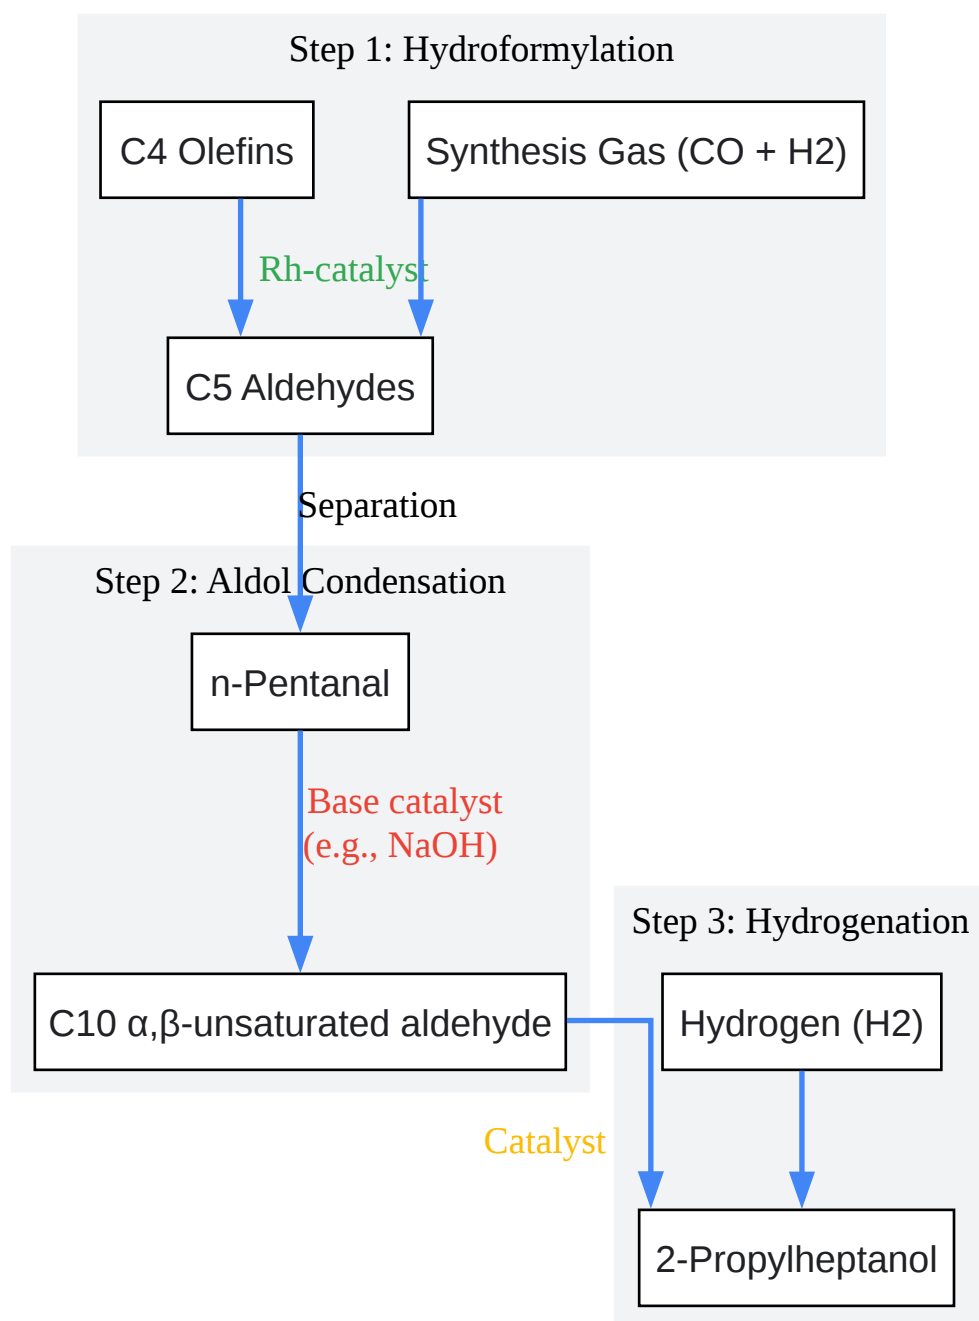 Step 1: Hydroformylation
C4 Olefins
Synthesis Gas (CO + H2)
Rh-catalyst
C5 Aldehydes
Separation
Step 2: Aldol Condensation
n-Pentanal
Base catalyst
(e.g., NaOH)
Step 3: Hydrogenation
C10 α,β-unsaturated aldehyde
Hydrogen (H2)
Catalyst
2-Propylheptanol